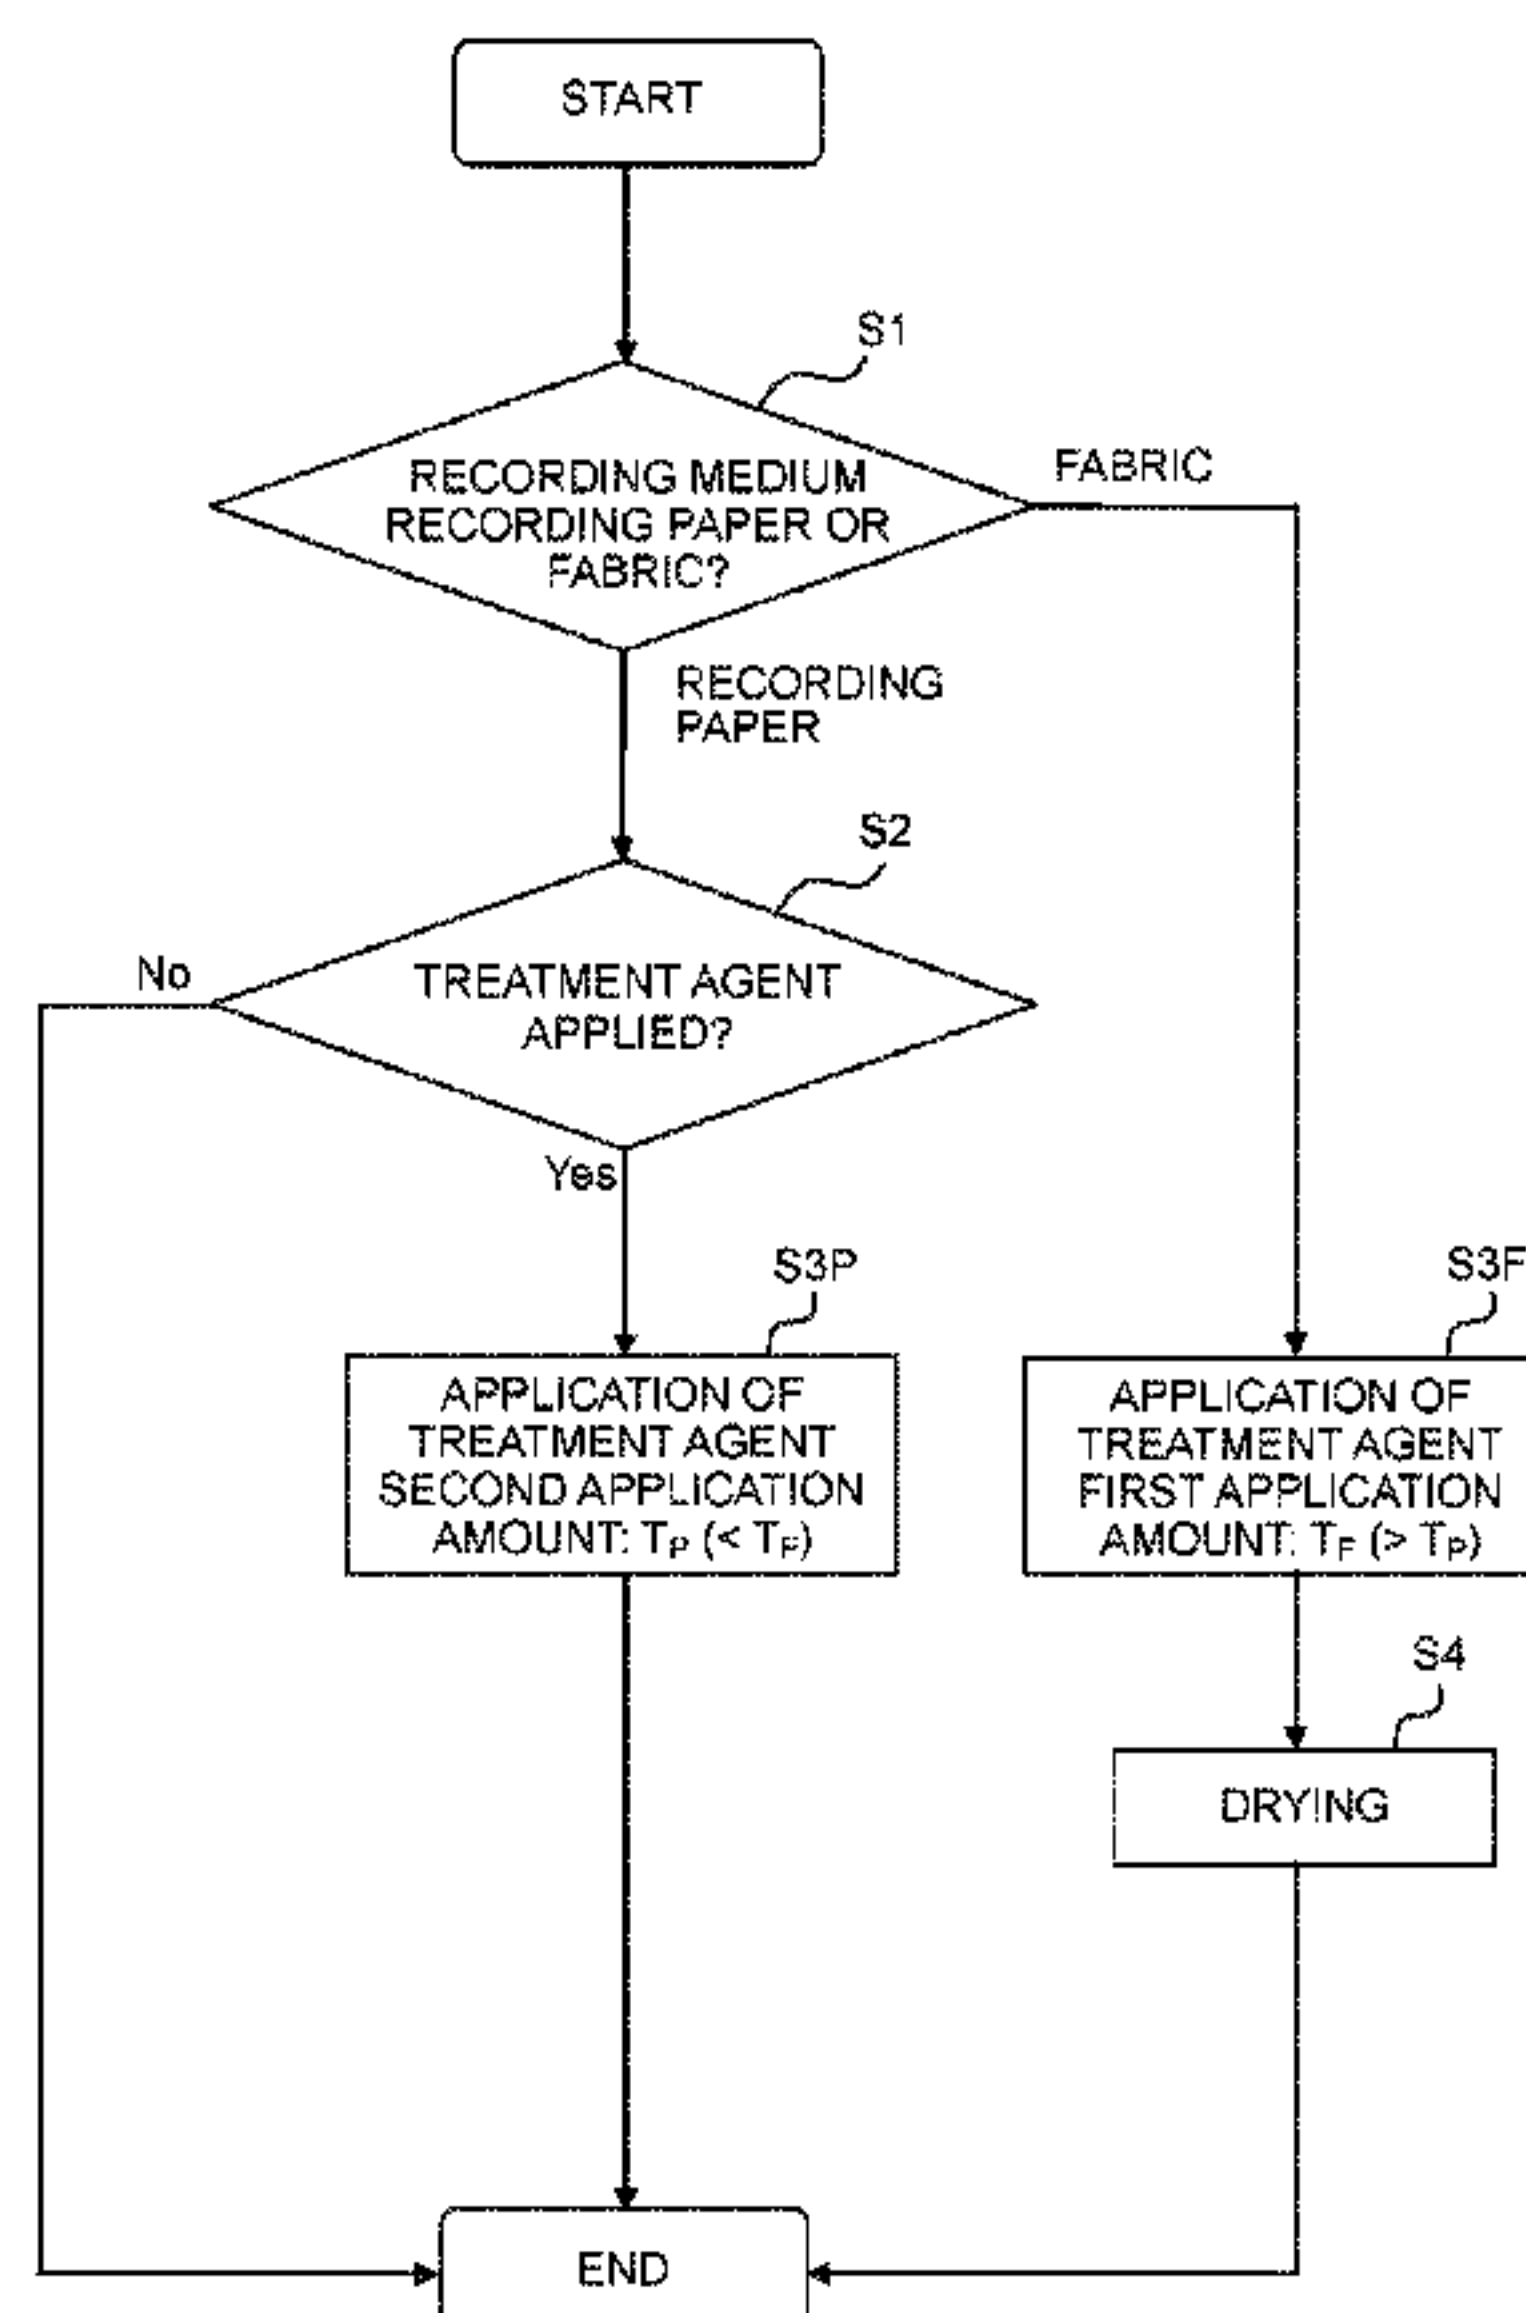 START
S1
RECORDING MEDIUM
RECORDING PAPER OR
FABRIC?
FABRIC
RECORDING
PAPER
S2
TREATMENT AGENT
APPLIED?
No
Yes
S3P
APPLICATION OF
TREATMENT AGENT
SECOND APPLICATION
AMOUNT: TP (< TF)
S3F
APPLICATION OF
TREATMENT AGENT
FIRST APPLICATION
AMOUNT: TF (> TP)
S4
DRYING
END